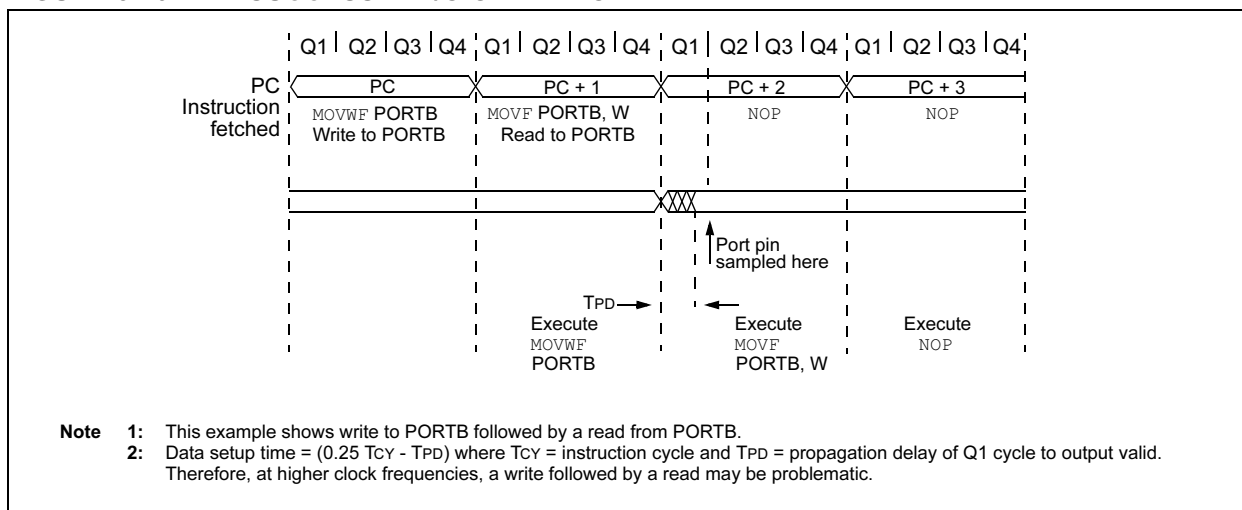 Q1 Q2 Q3 Q4 Q1 Q2 Q3 Q4 Q1 Q2 Q3 Q4 Q1 Q2 Q3 Q4
PC PC PC + 1 PC + 2 PC + 3
Instruction
fetched
MOVWF PORTB MOVF PORTB, W NOP NOP
Write to PORTB Read to PORTB
Port pin
sampled here
TPD
Execute Execute Execute
MOVWF MOVF NOP
PORTB PORTB, W
Note 1: This example shows write to PORTB followed by a read from PORTB.
2: Data setup time = (0.25 TCY - TPD) where TCY = instruction cycle and TPD = propagation delay of Q1 cycle to output valid.
Therefore, at higher clock frequencies, a write followed by a read may be problematic.